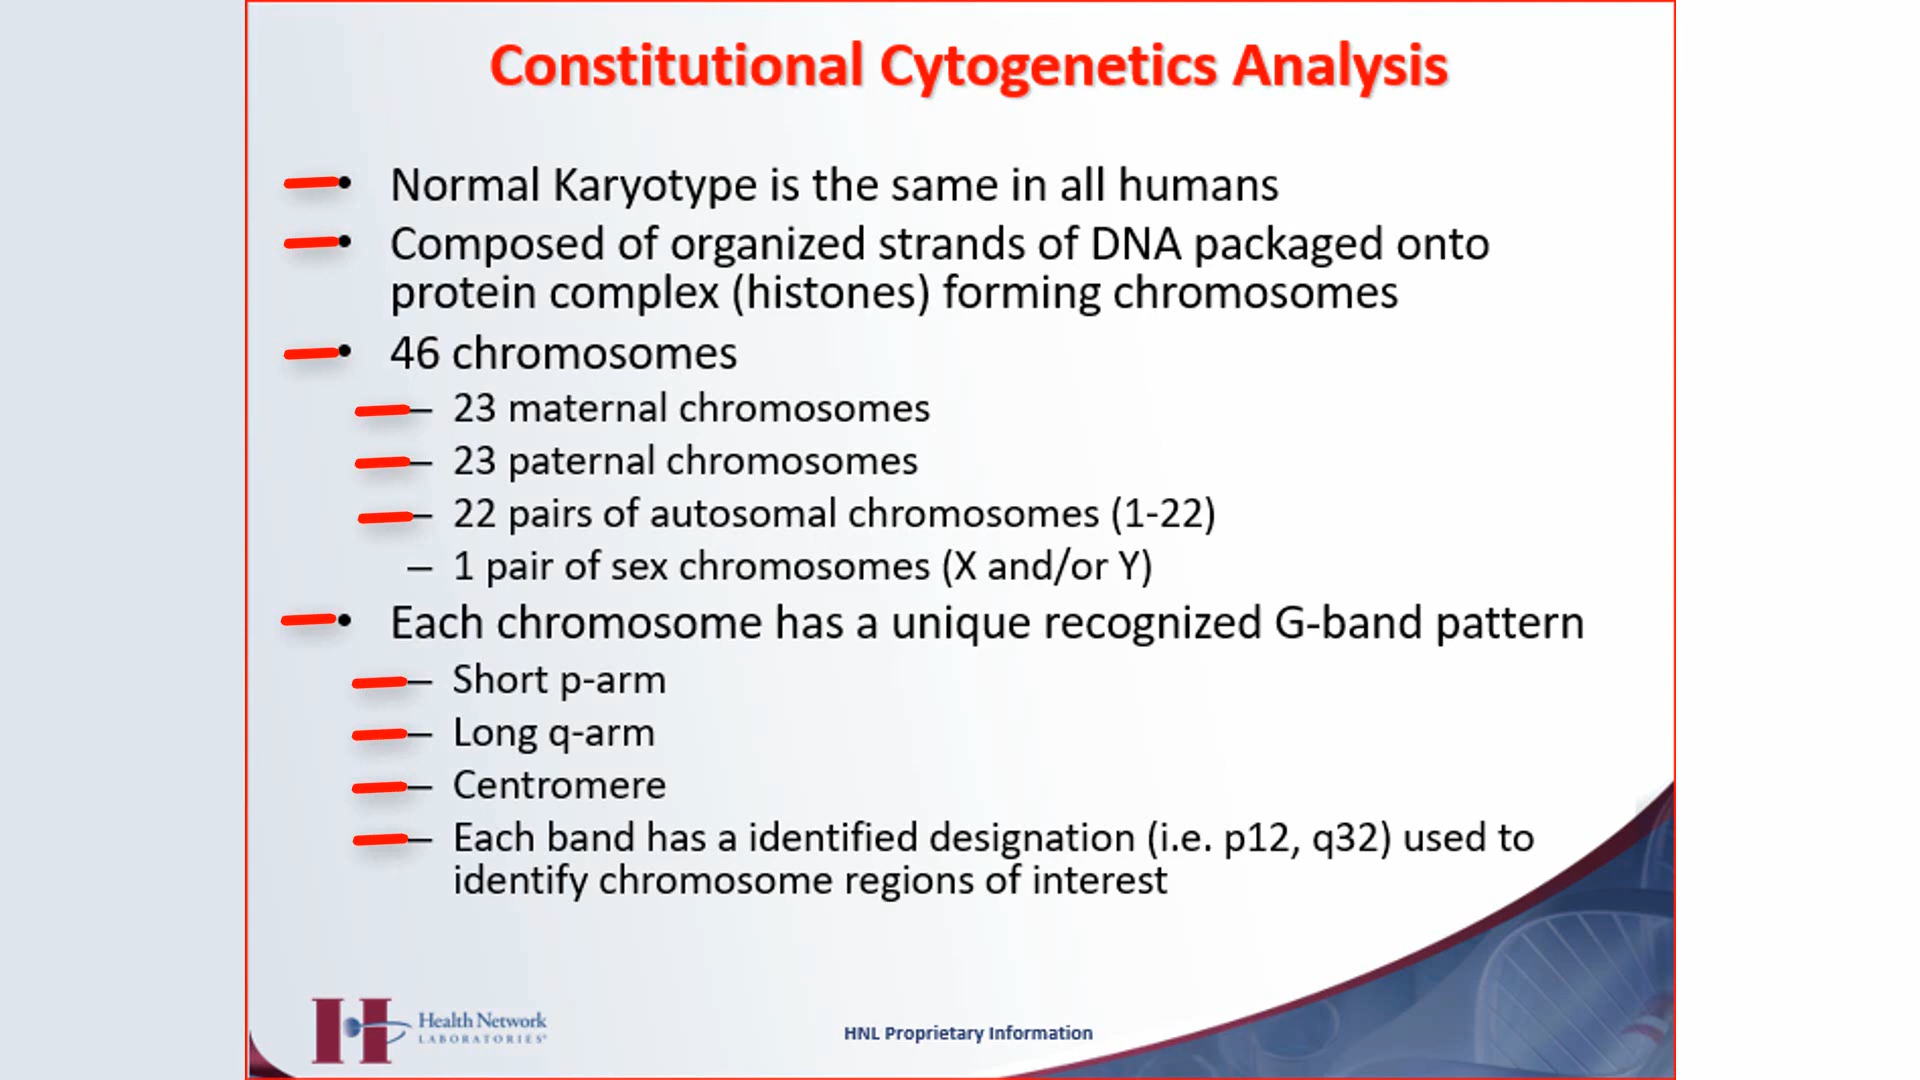 Constitutional Cytogenetics Analysis
• Normal Karyotype is the same in all humans
• Composed of organized strands of DNA packaged onto
protein complex (histones) forming chromosomes
• 46 chromosomes
– 23 maternal chromosomes
– 23 paternal chromosomes
– 22 pairs of autosomal chromosomes (1-22)
– 1 pair of sex chromosomes (X and/or Y)
• Each chromosome has a unique recognized G-band pattern
– Short p-arm
– Long q-arm
– Centromere
– Each band has a identified designation (i.e. p12, q32) used to
identify chromosome regions of interest
H Health Network
LABORATORIES
HNL Proprietary Information